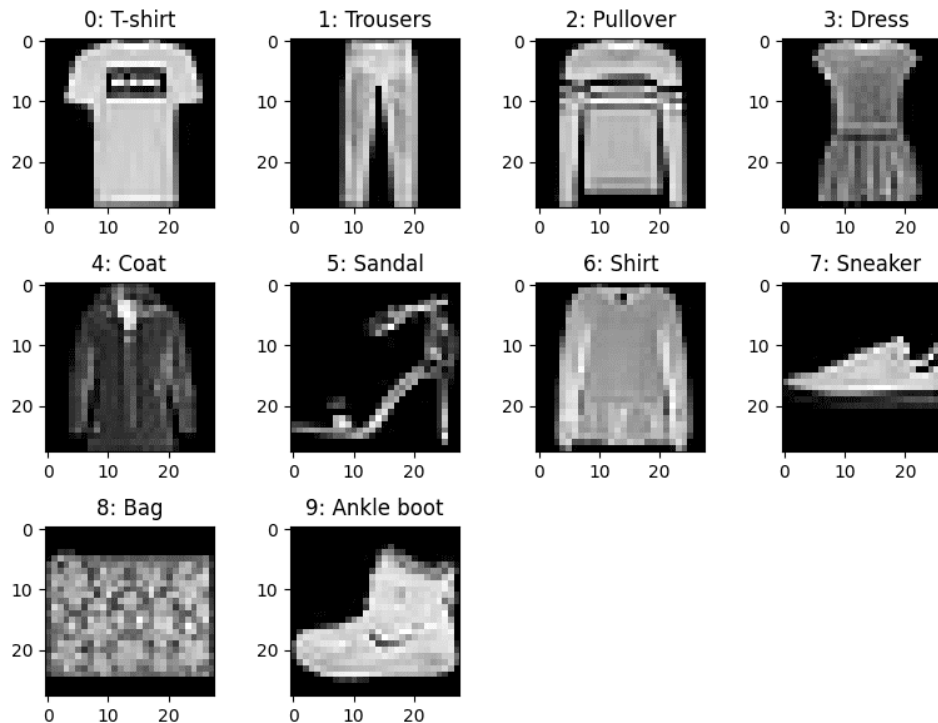 0: T-shirt 1: Trousers 2: Pullover 3: Dress
0 0 0 0
10 10 10 10
20 20 20 20
0 10 20 0 10 20 0 10 20 0 10 20
4: Coat 5: Sandal 6: Shirt 7: Sneaker
0 0 0 0
10 10 10 10
20 20 20 20
0 10 20 0 10 20 0 10 20 0 10 20
8: Bag 9: Ankle boot
0 0
10 10
20 20
0 10 20 0 10 20